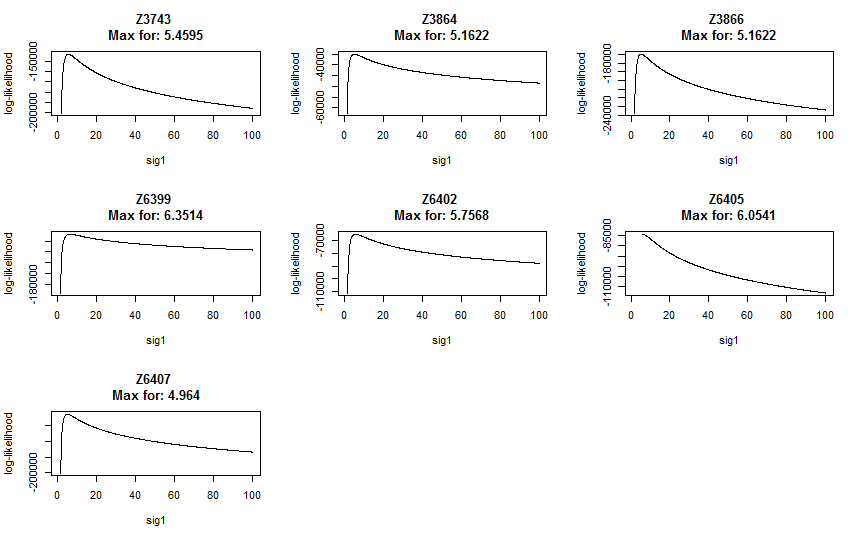 Z3743
Max for: 5.4595
log-likelihood
-2000000 -1500000
0 20 40 60 80 100
sig1
Z3864
Max for: 5.1622
log-likelihood
-60000 -40000
0 20 40 60 80 100
sig1
Z3866
Max for: 5.1622
log-likelihood
-240000 -180000
0 20 40 60 80 100
sig1
Z6399
Max for: 6.3514
log-likelihood
-180000
0 20 40 60 80 100
sig1
Z6402
Max for: 5.7568
log-likelihood
-110000 -70000
0 20 40 60 80 100
sig1
Z6405
Max for: 6.0541
log-likelihood
-110000 -85000
0 20 40 60 80 100
sig1
Z6407
Max for: 4.964
log-likelihood
-200000
0 20 40 60 80 100
sig1